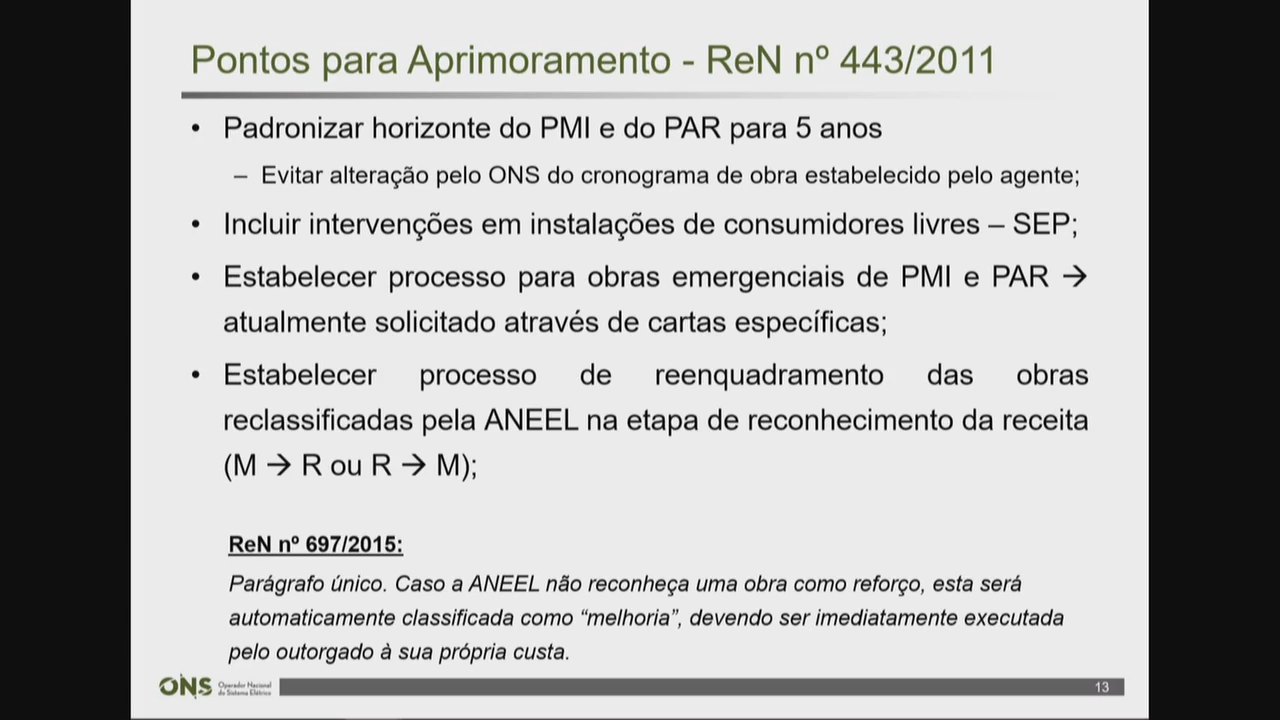 Pontos para Aprimoramento - ReN nº 443/2011
• Padronizar horizonte do PMI e do PAR para 5 anos
– Evitar alteração pelo ONS do cronograma de obra estabelecido pelo agente;
• Incluir intervenções em instalações de consumidores livres – SEP;
• Estabelecer processo para obras emergenciais de PMI e PAR →
atualmente solicitado através de cartas específicas;
• Estabelecer processo de reenquadramento das obras
reclassificadas pela ANEEL na etapa de reconhecimento da receita
(M → R ou R → M);
ReN nº 697/2015:
Parágrafo único. Caso a ANEEL não reconheça uma obra como reforço, esta será
automaticamente classificada como “melhoria”, devendo ser imediatamente executada
pelo outorgado à sua própria custa.
ONS
Operador Nacional
do Sistema Elétrico
13